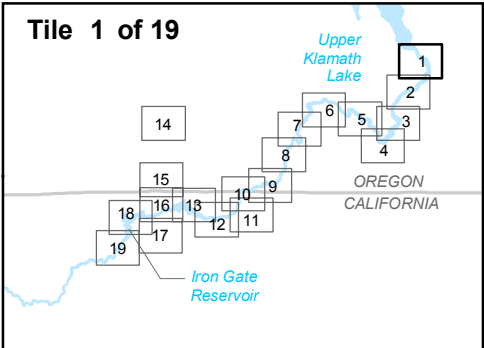 Tile 1 of 19
Upper
Klamath
Lake
1
2
3
4
5
6
7
8
9
10
11
12
13
14
15
16
17
18
19
OREGON
CALIFORNIA
Iron Gate
Reservoir